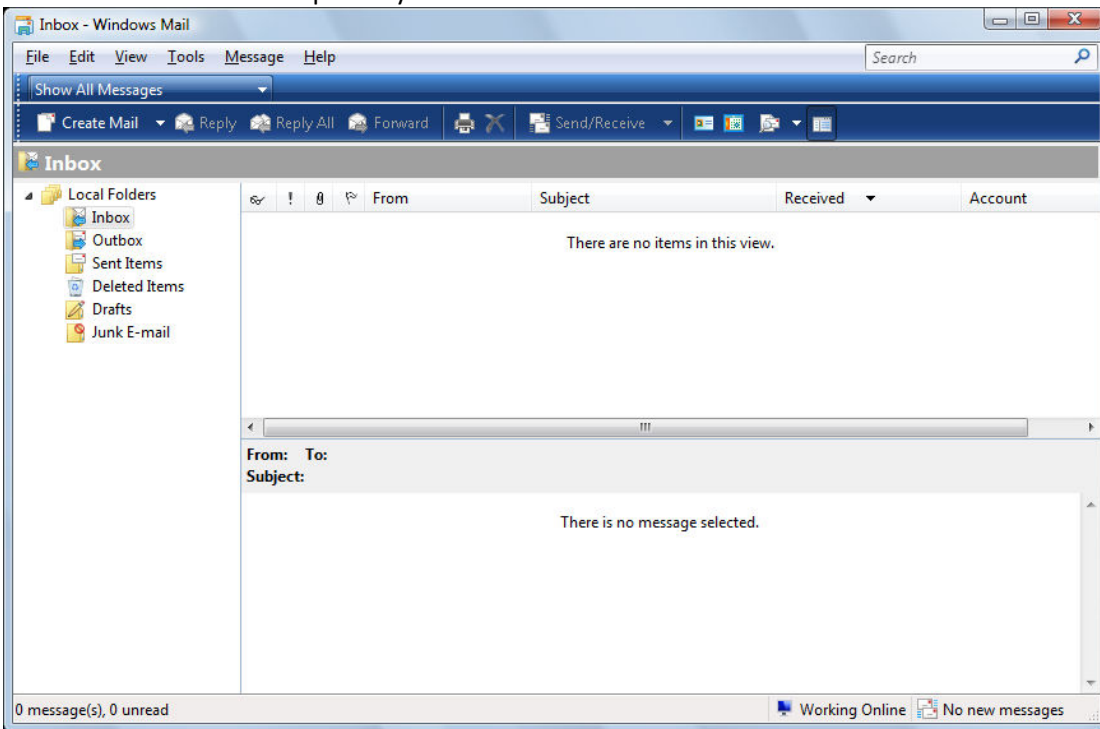 Inbox - Windows Mail
File Edit View Tools Message Help Search
Show All Messages
Create Mail Reply Reply All Forward Send/Receive
Inbox
Local Folders
Inbox
Outbox
Sent Items
Deleted Items
Drafts
Junk E-mail
! From Subject Received Account
There are no items in this view.
From: To:
Subject:
There is no message selected.
0 message(s), 0 unread Working Online No new messages